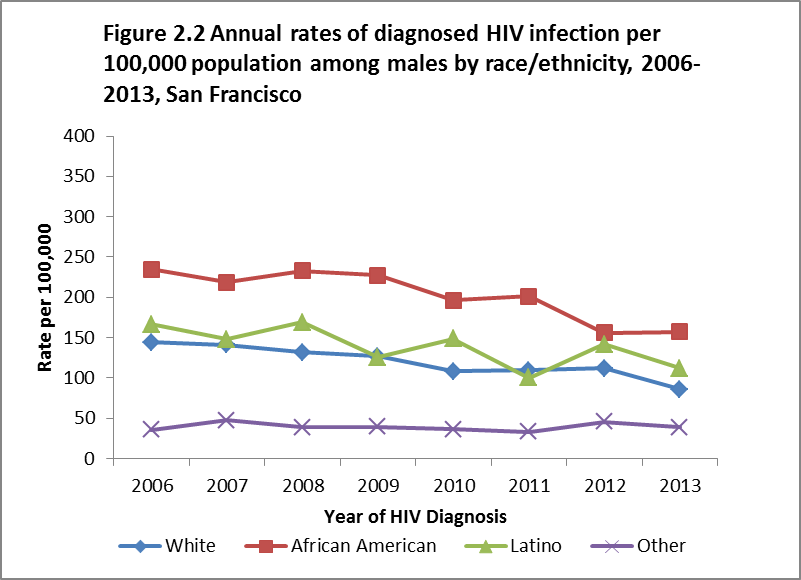 Figure 2.2 Annual rates of diagnosed HIV infection per
100,000 population among males by race/ethnicity, 2006-
2013, San Francisco
400
350
300
250
200
150
100
50
0
Rate per 100,000
2006 2007 2008 2009 2010 2011 2012 2013
Year of HIV Diagnosis
White African American Latino Other